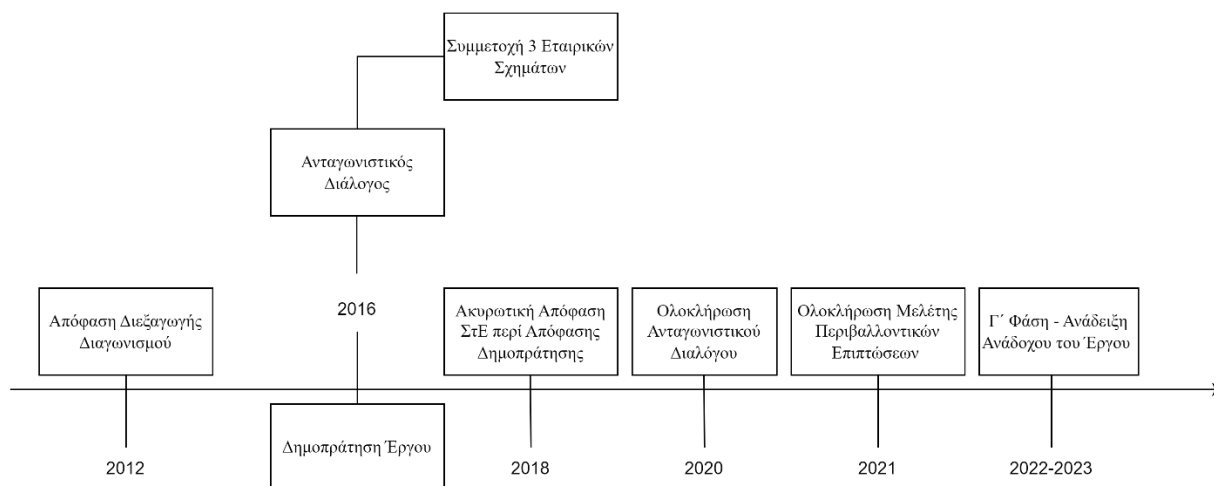 Συμμετοχή 3 Εταιρικών
Σχημάτων
Ανταγωνιστικός
Διάλογος
2016
Απόφαση Διεξαγωγής
Διαγωνισμού
Ακυρωτική Απόφαση
ΣτΕ περί Απόφασης
Δημοπράτησης
Ολοκλήρωση
Ανταγωνιστικού
Διαλόγου
Ολοκλήρωση Μελέτης
Περιβαλλοντικών
Επιπτώσεων
Γ΄ Φάση - Ανάδειξη
Ανάδοχου του Έργου
Δημοπράτηση Έργου
2012
2018
2020
2021
2022-2023